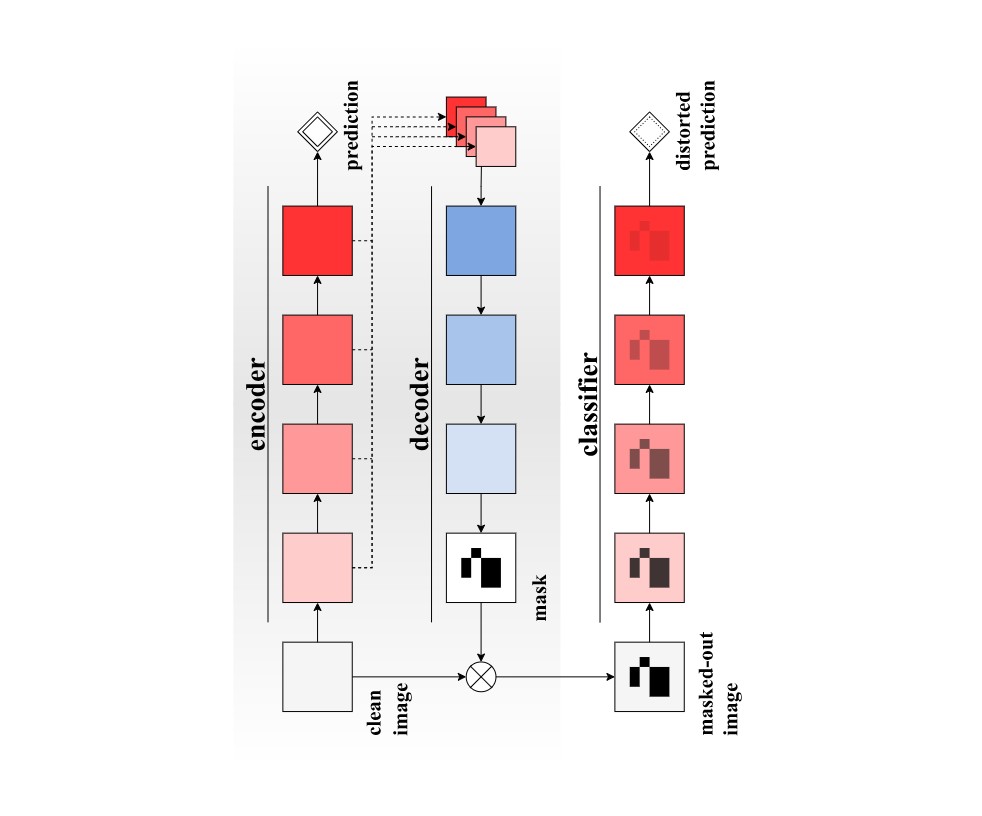 encoder
prediction
clean
image
decoder
mask
classifier
distorted
prediction
masked-out
image